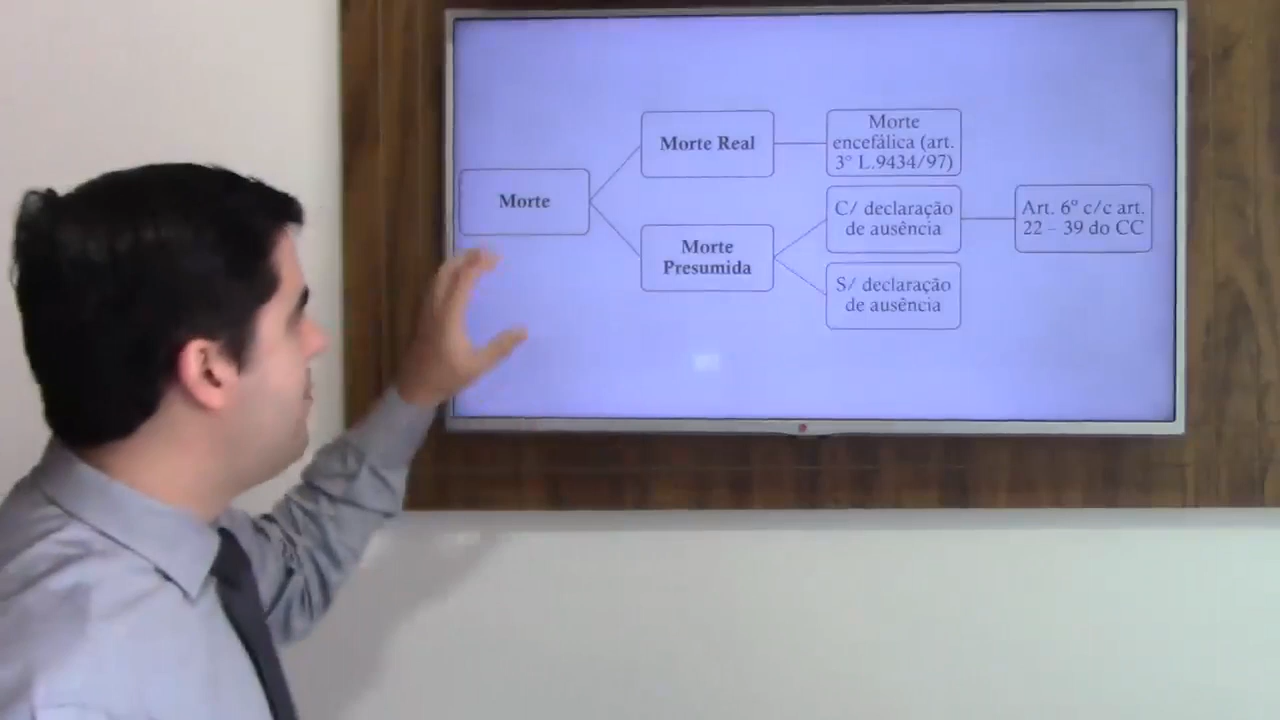 Morte
Morte Real
Morte
encefálica (art.
3º L.9434/97)
Morte
Presumida
C/ declaração
de ausência
Art. 6º c/c art.
22 – 39 do CC
S/ declaração
de ausência